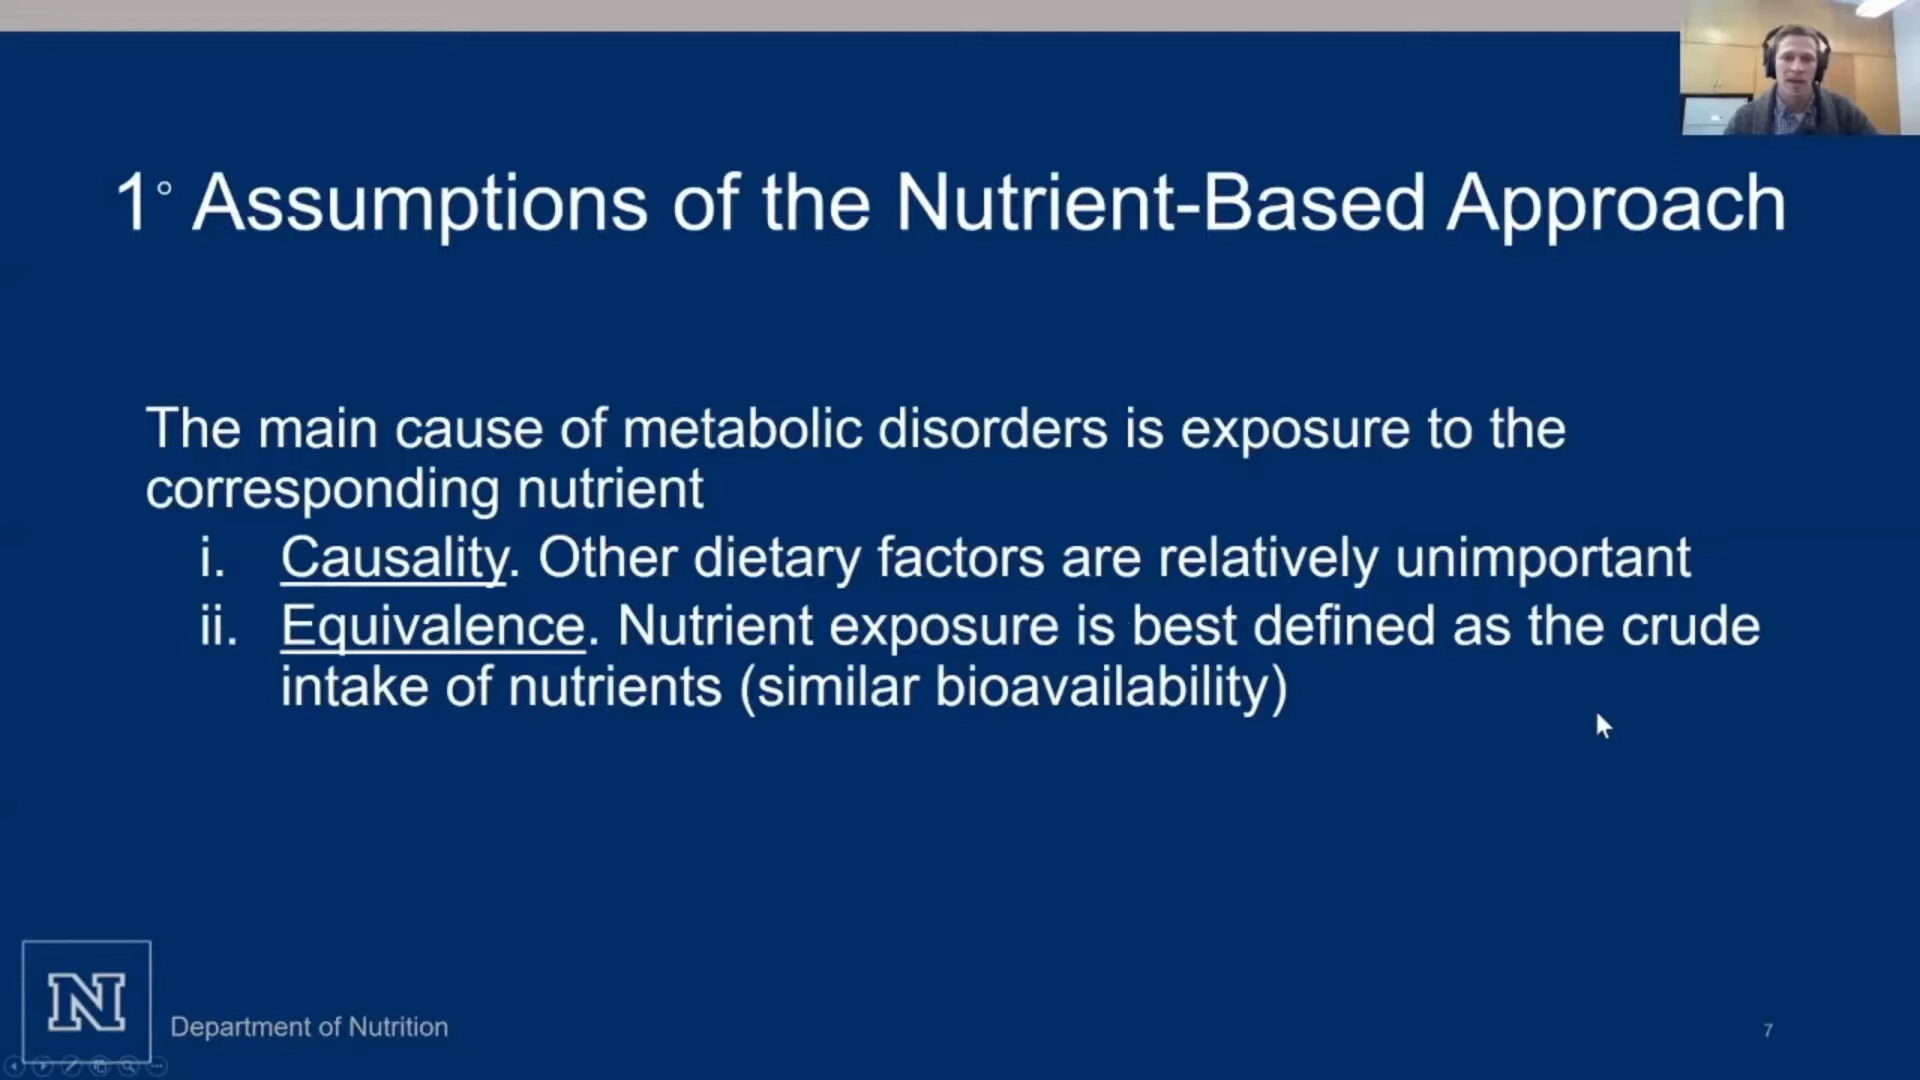 1° Assumptions of the Nutrient-Based Approach
The main cause of metabolic disorders is exposure to the
corresponding nutrient
i. Causality. Other dietary factors are relatively unimportant
ii. Equivalence. Nutrient exposure is best defined as the crude
intake of nutrients (similar bioavailability)
N
Department of Nutrition
7